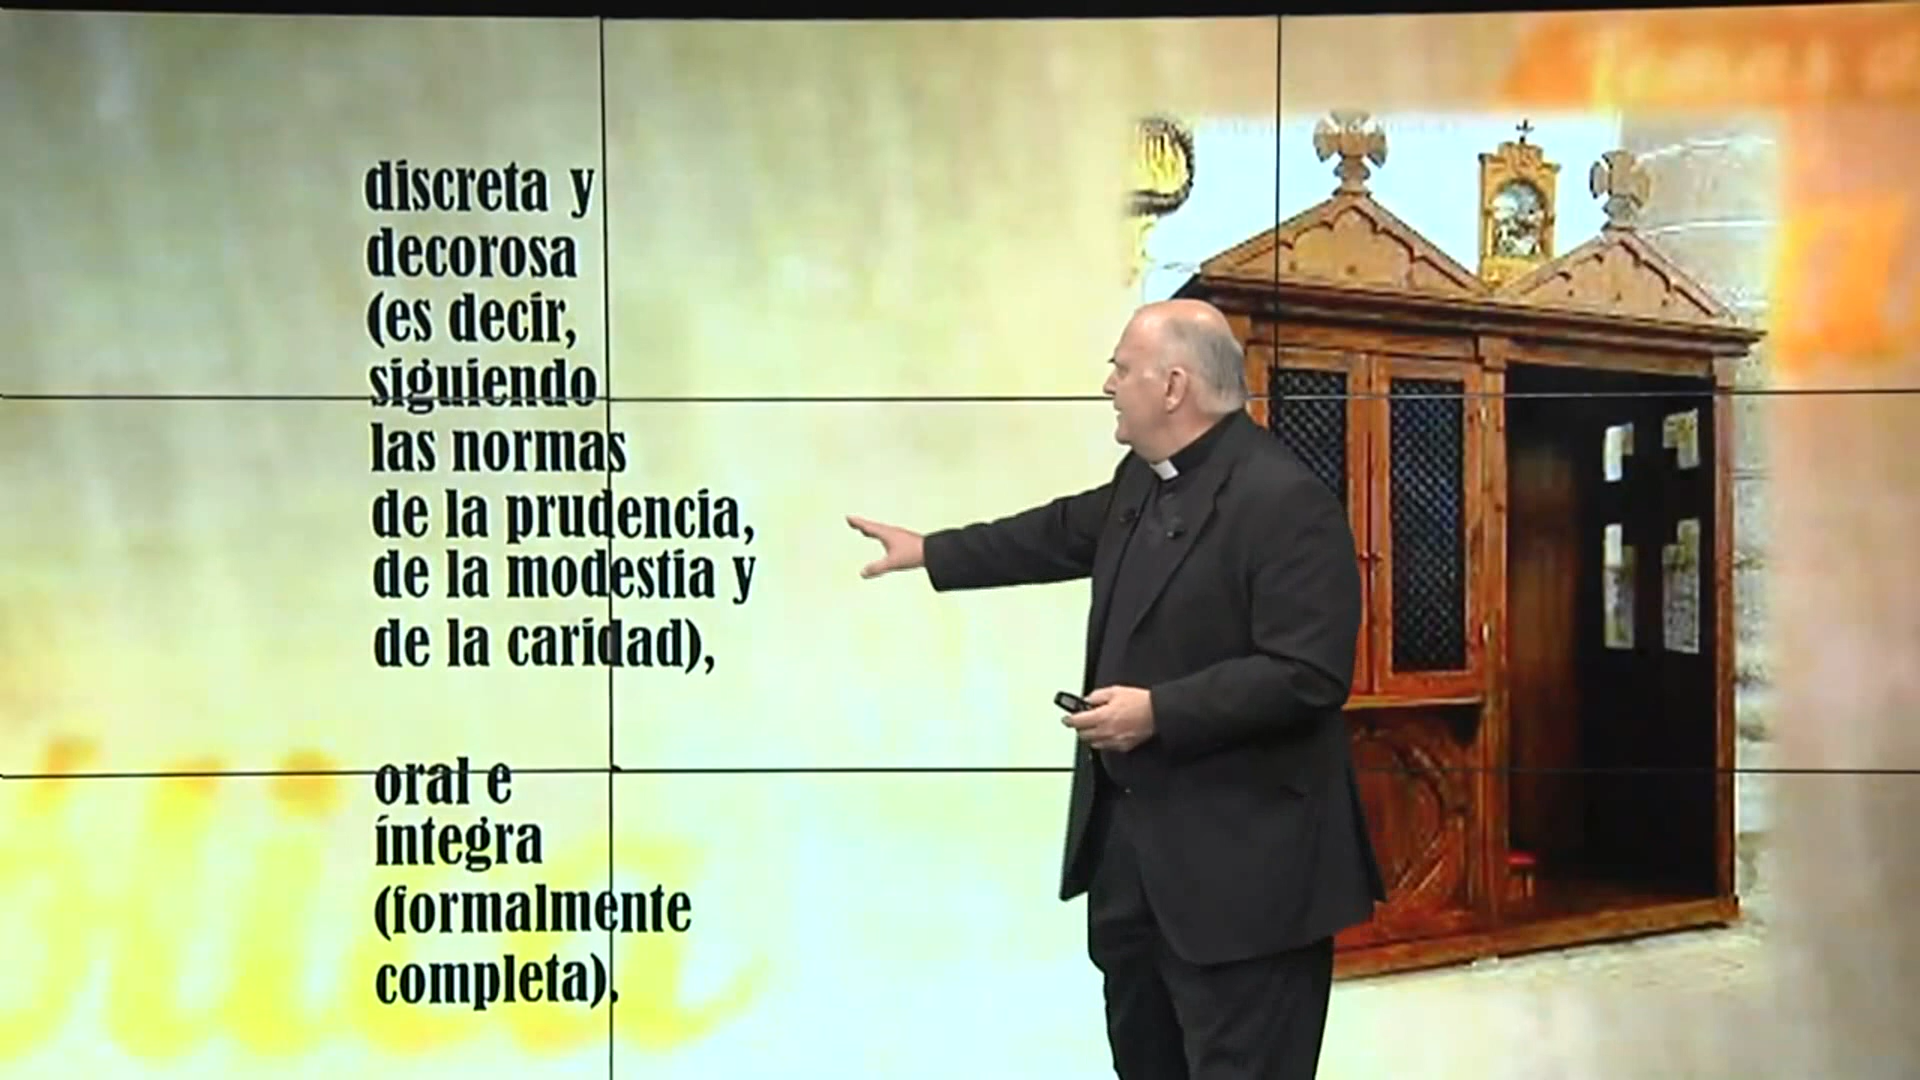 Temas d
discreta y
decorosa
(es decir,
siguiendo
las normas
de la prudencia,
de la modestia y
de la caridad),
oral e
íntegra
(formalmente
completa),